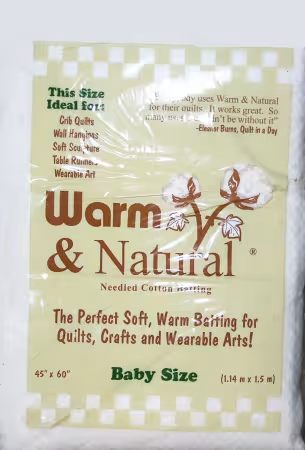 This Size
Ideal for:
Crib Quilts
Wall Hangings
Soft Sculpture
Table Runners
Wearable Art
body uses Warm & Natural
for their quilts. It works great. So
many
n't be without it"
-Eleanor Burns, Quilt in a Day
Warm
& Natural ®
Needled Cotton Batting
The Perfect Soft, Warm Batting for
Quilts, Crafts and Wearable Arts!
45" x 60"
Baby Size
(1.14 m x 1.5 m)